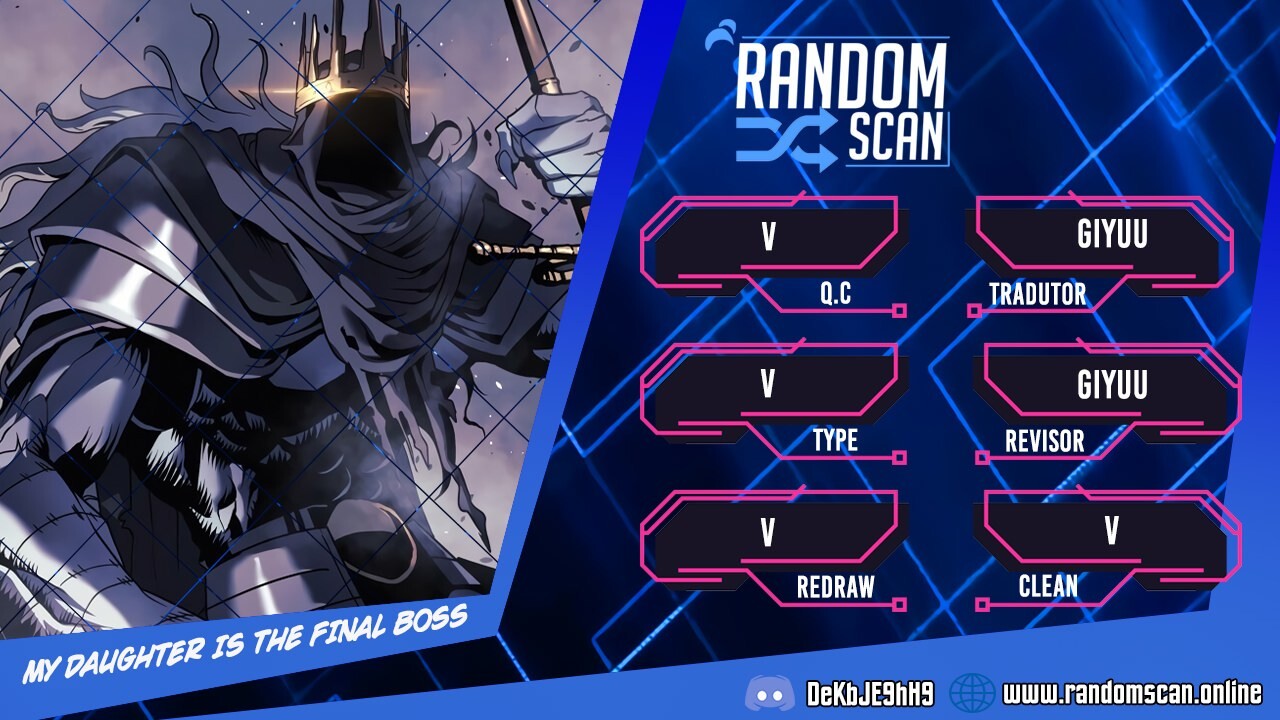 RANDOM
SCAN
V
Q.C
GIYUU
TRADUTOR
V
TYPE
GIYUU
REVISOR
V
REDRAW
V
CLEAN
MY DAUGHTER IS THE FINAL BOSS
DeKbJE9hH9
www.randomscan.online